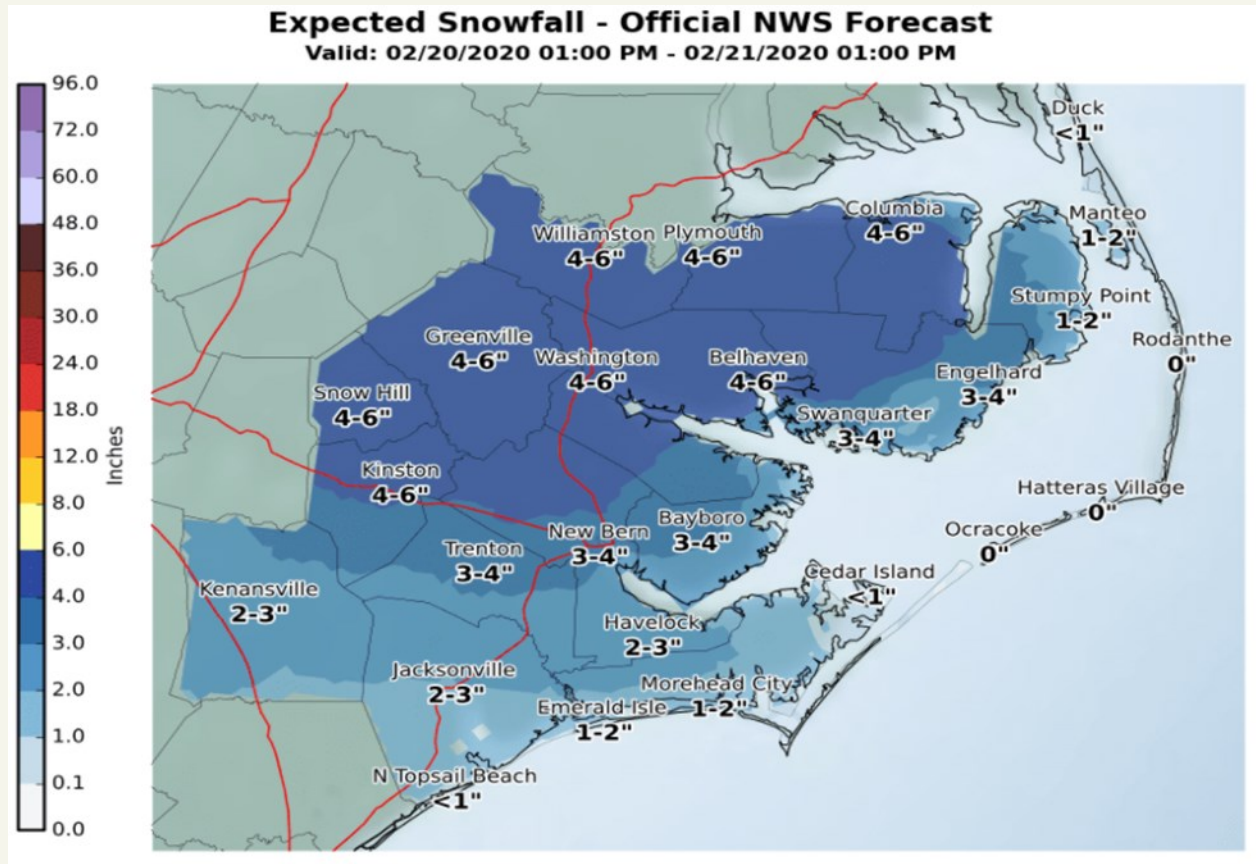 Expected Snowfall - Official NWS Forecast
Valid: 02/20/2020 01:00 PM - 02/21/2020 01:00 PM
96.0
72.0
60.0
48.0
36.0
30.0
24.0
18.0
12.0
8.0
6.0
4.0
3.0
2.0
1.0
0.1
0.0
Inches
Duck
<1"
Columbia
4-6"
Manteo
1-2"
Williamston
4-6"
Plymouth
4-6"
Stumpy Point
1-2"
Rodanthe
0"
Greenville
4-6"
Washington
4-6"
Belhaven
4-6"
Engelhard
3-4"
Snow Hill
4-6"
Swanquarter
3-4"
Kinston
4-6"
Hatteras Village
0"
Ocracoke
0"
Bayboro
3-4"
New Bern
3-4"
Trenton
3-4"
Cedar Island
<1"
Kenansville
2-3"
Havelock
2-3"
Jacksonville
2-3"
Morehead City
1-2"
Emerald Isle
1-2"
N Topsail Beach
<1"